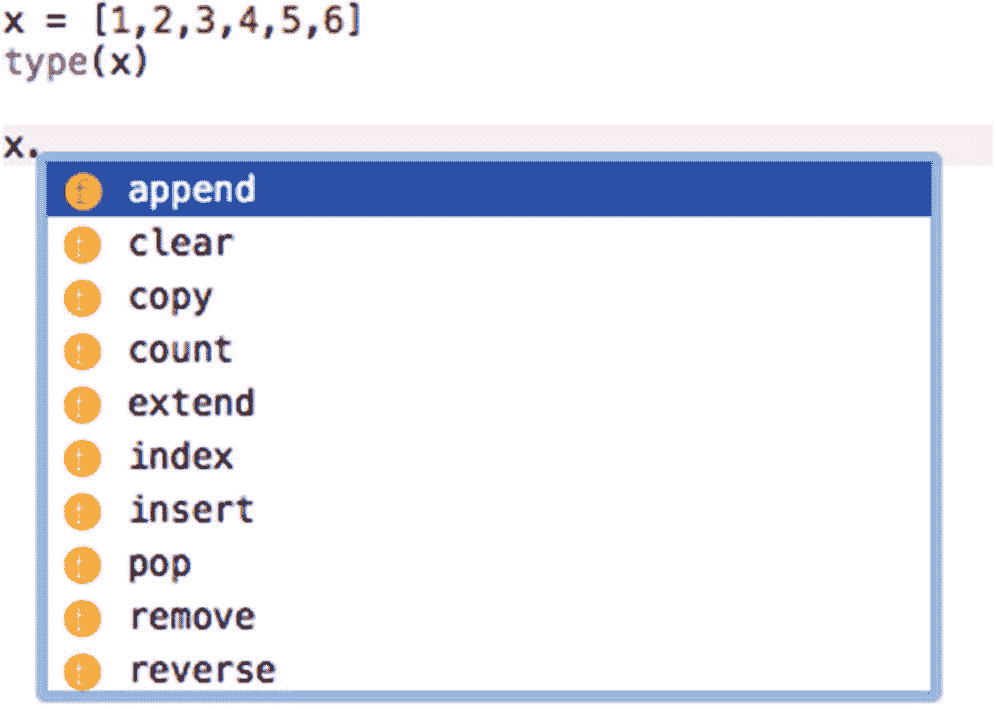 x = [1,2,3,4,5,6]
type(x)
x.
f append
f clear
f copy
f count
f extend
f index
f insert
f pop
f remove
f reverse